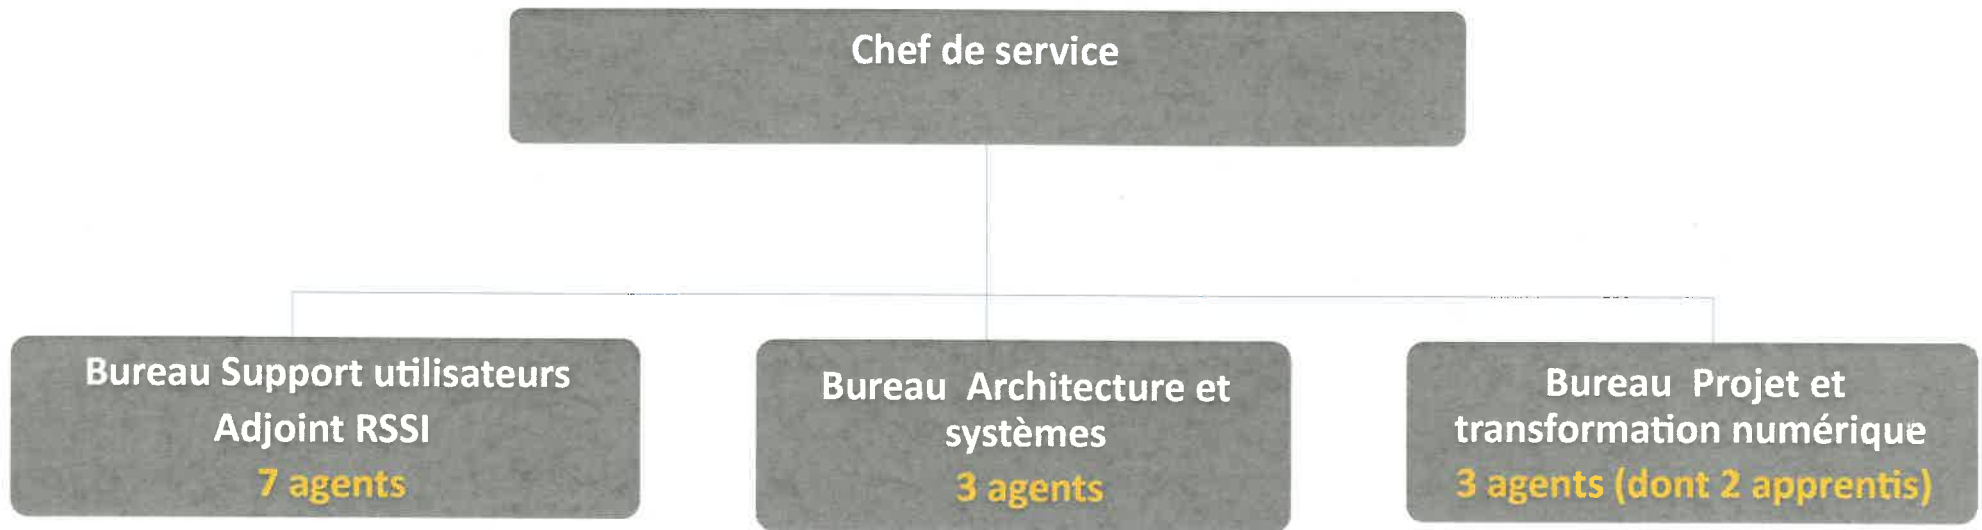 Chef de service
Bureau Support utilisateurs
Adjoint RSSI
7 agents
Bureau Architecture et
systèmes
3 agents
Bureau Projet et
transformation numérique
3 agents (dont 2 apprentis)